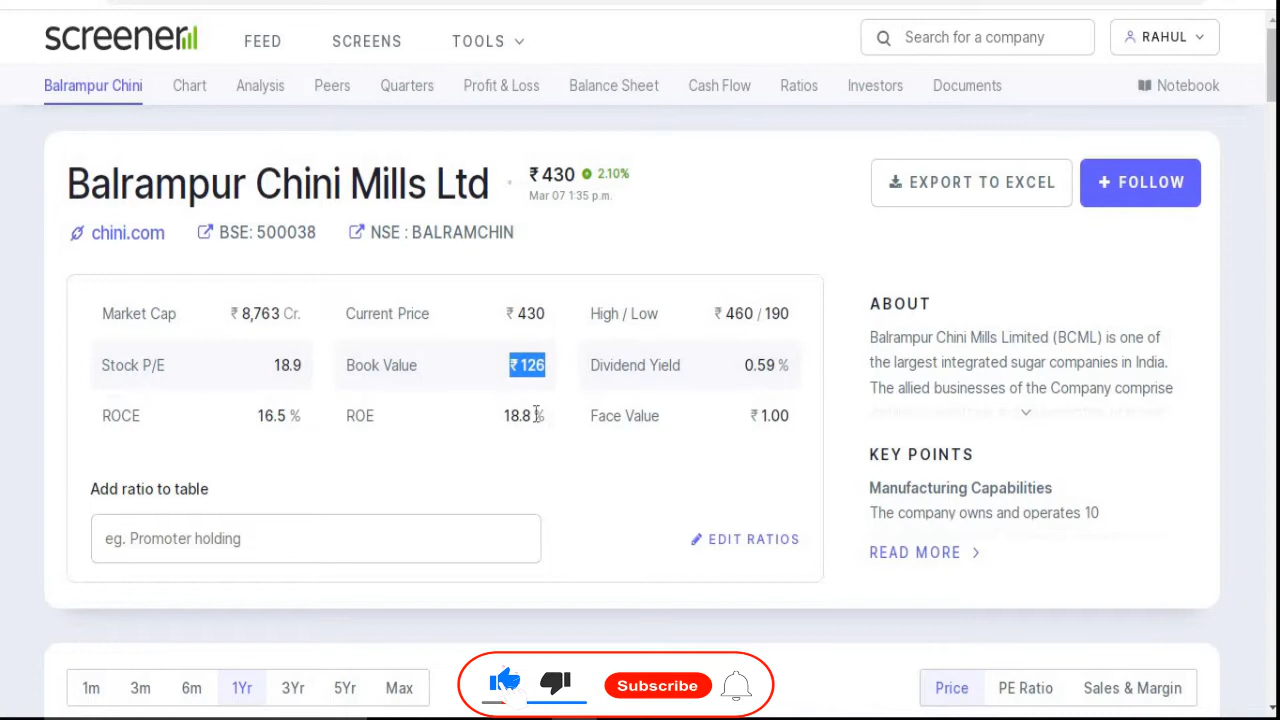 screener FEED SCREENS TOOLS Search for a company RAHUL
Balrampur Chini Chart Analysis Peers Quarters Profit & Loss Balance Sheet Cash Flow Ratios Investors Documents Notebook
Balrampur Chini Mills Ltd ₹ 430 2.10%
Mar 07 1:35 p.m.
EXPORT TO EXCEL + FOLLOW
chini.com BSE: 500038 NSE : BALRAMCHIN
Market Cap ₹ 8,763 Cr. Current Price ₹ 430 High / Low ₹ 460 / 190
Stock P/E 18.9 Book Value ₹ 126 Dividend Yield 0.59 %
ROCE 16.5 % ROE 18.8 % Face Value ₹ 1.00
Add ratio to table
eg. Promoter holding EDIT RATIOS
ABOUT
Balrampur Chini Mills Limited (BCML) is one of
the largest integrated sugar companies in India.
The allied businesses of the Company comprise
KEY POINTS
Manufacturing Capabilities
The company owns and operates 10
READ MORE
1m 3m 6m 1Yr 3Yr 5Yr Max Price PE Ratio Sales & Margin
Subscribe